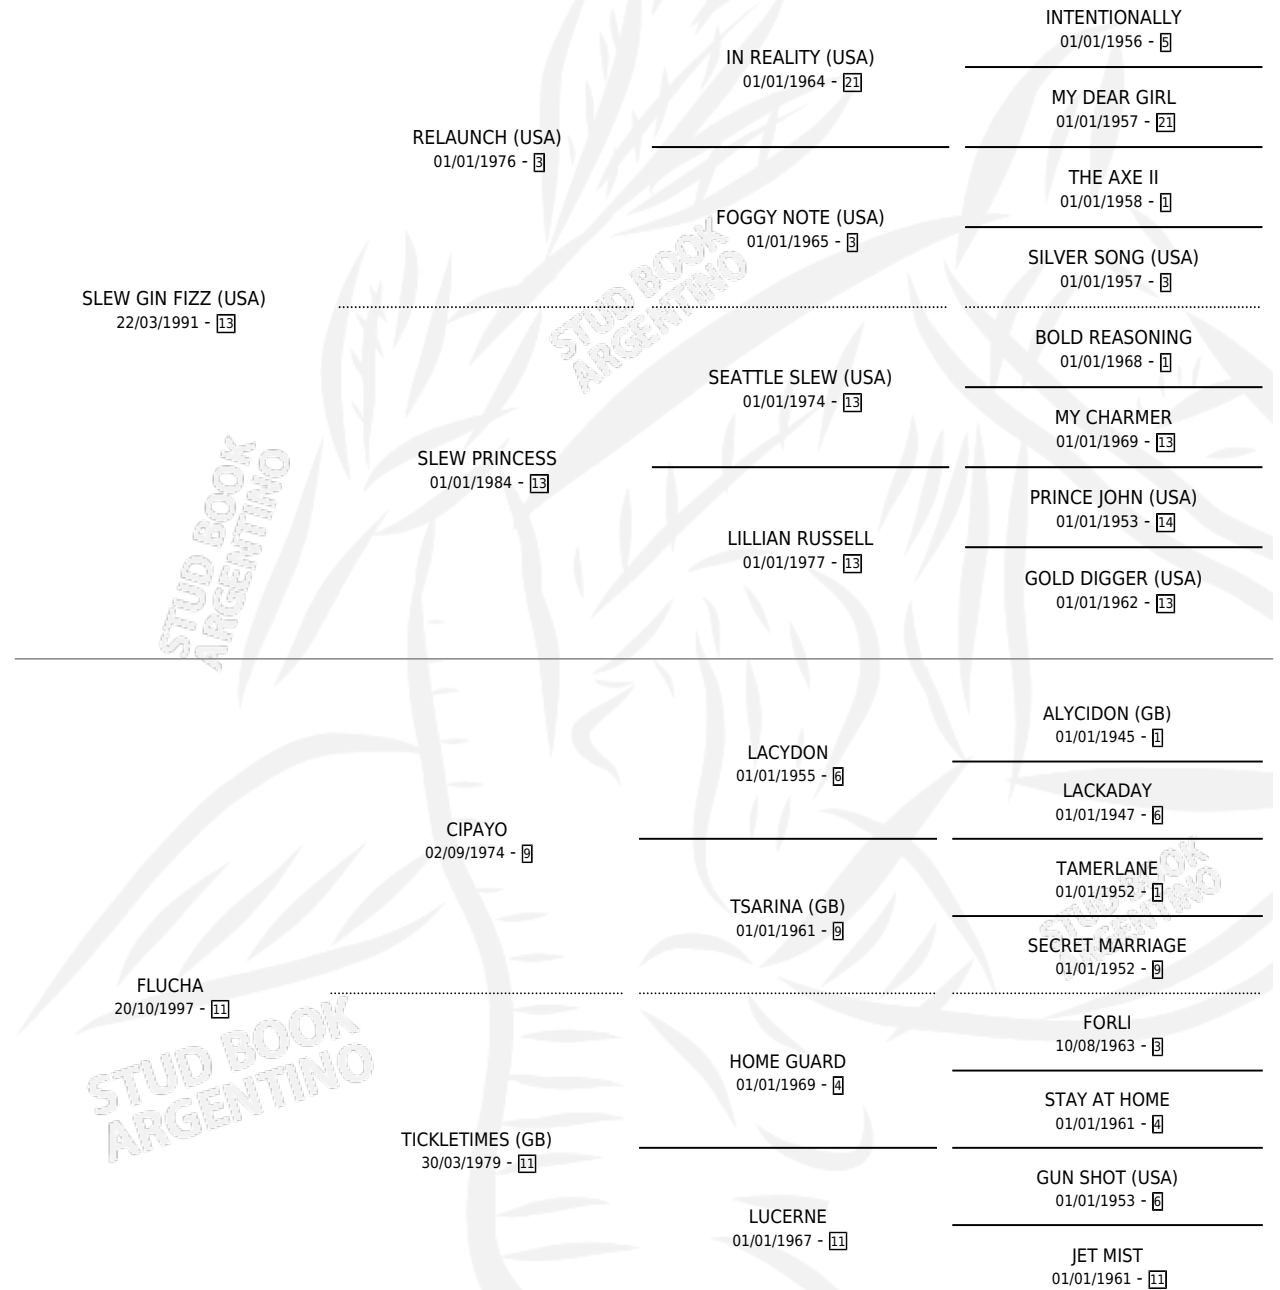 INTENTIONALLY
01/01/1956 - 5
IN REALITY (USA)
01/01/1964 - 21
MY DEAR GIRL
01/01/1957 - 21
RELAUNCH (USA)
01/01/1976 - 3
THE AXE II
01/01/1958 - 1
FOGGY NOTE (USA)
01/01/1965 - 3
SILVER SONG (USA)
01/01/1957 - 3
SLEW GIN FIZZ (USA)
22/03/1991 - 13
BOLD REASONING
01/01/1968 - 1
SEATTLE SLEW (USA)
01/01/1974 - 13
MY CHARMER
01/01/1969 - 13
SLEW PRINCESS
01/01/1984 - 13
PRINCE JOHN (USA)
01/01/1953 - 14
LILLIAN RUSSELL
01/01/1977 - 13
GOLD DIGGER (USA)
01/01/1962 - 13
ALYCIDON (GB)
01/01/1945 - 1
LACYDON
01/01/1955 - 6
LACKADAY
01/01/1947 - 6
CIPAYO
02/09/1974 - 9
TAMERLANE
01/01/1952 - 1
TSARINA (GB)
01/01/1961 - 9
SECRET MARRIAGE
01/01/1952 - 9
FLUCHA
20/10/1997 - 11
FORLI
10/08/1963 - 3
HOME GUARD
01/01/1969 - 4
STAY AT HOME
01/01/1961 - 4
TICKLETIMES (GB)
30/03/1979 - 11
GUN SHOT (USA)
01/01/1953 - 6
LUCERNE
01/01/1967 - 11
JET MIST
01/01/1961 - 11
STUD BOOK
ARGENTINO
STUD BOOK
ARGENTINO
STUD BOOK
ARGENTINO
STUD BOOK
ARGENTINO